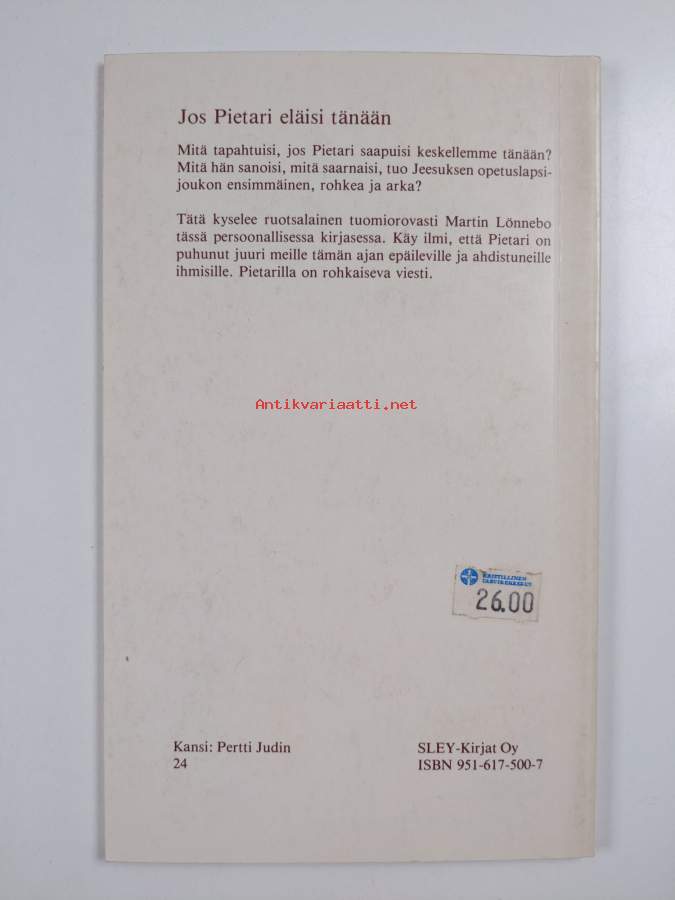 Jos Pietari eläisi tänään
Mitä tapahtuisi, jos Pietari saapuisi keskellemme tänään?
Mitä hän sanoisi, mitä saarnaisi, tuo Jeesuksen opetuslapsi-
joukon ensimmäinen, rohkea ja arka?
Tätä kyselee ruotsalainen tuomiorovasti Martin Lönnebo
tässä persoonallisessa kirjasessa. Käy ilmi, että Pietari on
puhunut juuri meille tämän ajan epäileville ja ahdistuneille
ihmisille. Pietarilla on rohkaiseva viesti.
Antikvariaatti.net
KRISTILLINEN
26.00
Kansi: Pertti Judin
24
SLEY-Kirjat Oy
ISBN 951-617-500-7